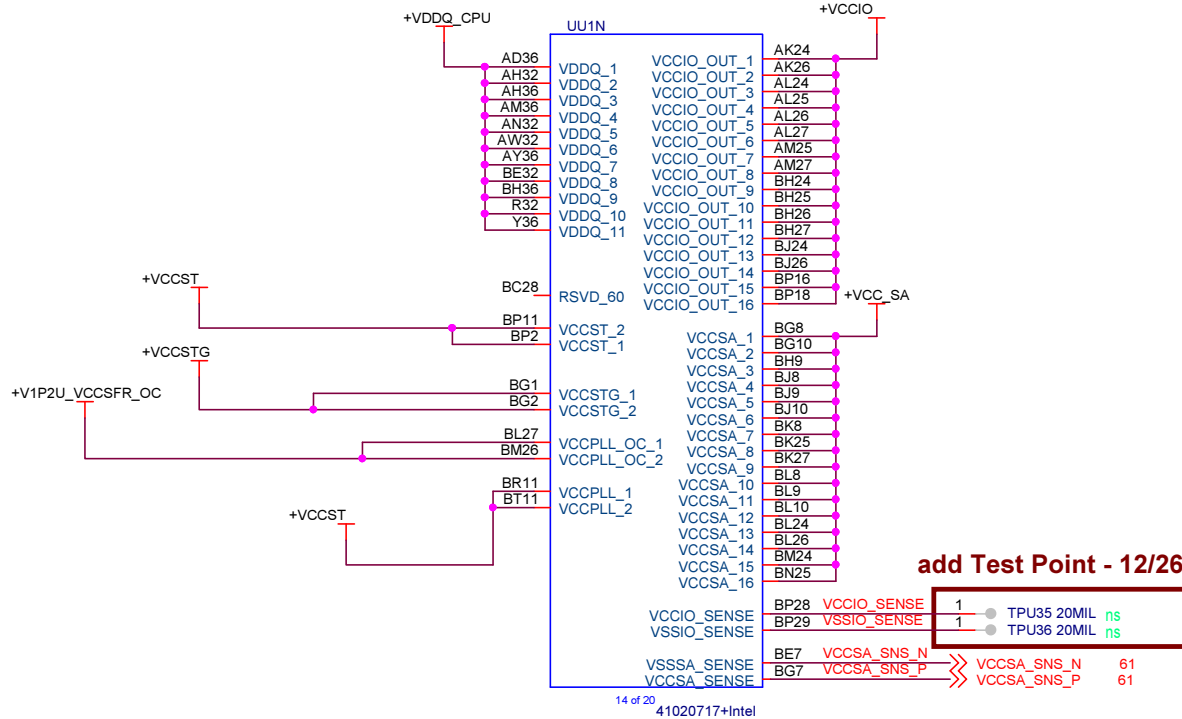 +VDDQ_CPU
UU1N
+VCCIO
AD36 VDDQ_1
AH32 VDDQ_2
AH36 VDDQ_3
AM36 VDDQ_4
AN32 VDDQ_5
AW32 VDDQ_6
AY36 VDDQ_7
BE32 VDDQ_8
BH36 VDDQ_9
R32 VDDQ_10
Y36 VDDQ_11
VCCIO_OUT_1 AK24
VCCIO_OUT_2 AK26
VCCIO_OUT_3 AL24
VCCIO_OUT_4 AL25
VCCIO_OUT_5 AL26
VCCIO_OUT_6 AL27
VCCIO_OUT_7 AM25
VCCIO_OUT_8 AM27
VCCIO_OUT_9 BH24
VCCIO_OUT_10 BH25
VCCIO_OUT_11 BH26
VCCIO_OUT_12 BH27
VCCIO_OUT_13 BJ24
VCCIO_OUT_14 BJ26
VCCIO_OUT_15 BP16
VCCIO_OUT_16 BP18
+VCCST
BC28 RSVD_60
BP11 VCCST_2
BP2 VCCST_1
+VCCSTG
BG1 VCCSTG_1
BG2 VCCSTG_2
+V1P2U_VCCSFR_OC
BL27 VCCPLL_OC_1
BM26 VCCPLL_OC_2
BR11 VCCPLL_1
BT11 VCCPLL_2
+VCCST
+VCC_SA
VCCSA_1 BG8
VCCSA_2 BG10
VCCSA_3 BH9
VCCSA_4 BJ8
VCCSA_5 BJ9
VCCSA_6 BJ10
VCCSA_7 BK8
VCCSA_8 BK25
VCCSA_9 BK27
VCCSA_10 BL8
VCCSA_11 BL9
VCCSA_12 BL10
VCCSA_13 BL24
VCCSA_14 BL26
VCCSA_15 BM24
VCCSA_16 BN25
add Test Point - 12/26
VCCIO_SENSE BP28 VCCIO_SENSE 1 TPU35 20MIL ns
VSSIO_SENSE BP29 VSSIO_SENSE 1 TPU36 20MIL ns
VSSSA_SENSE BE7 VCCSA_SNS_N VCCSA_SNS_N 61
VCCSA_SENSE BG7 VCCSA_SNS_P VCCSA_SNS_P 61
14 of 20
41020717+Intel